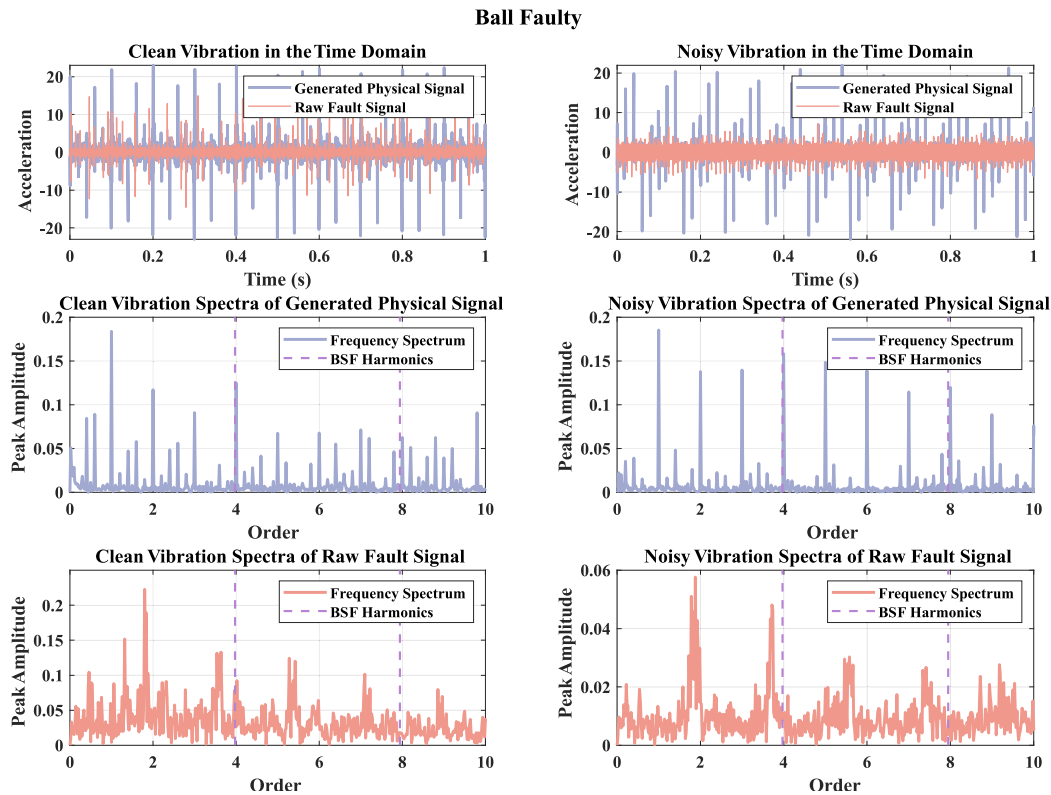 Ball Faulty
Clean Vibration in the Time Domain
20
10
0
-10
-20
Acceleration
Generated Physical Signal
Raw Fault Signal
0 0.2 0.4 0.6 0.8 1
Time (s)
Noisy Vibration in the Time Domain
20
10
0
-10
-20
Acceleration
Generated Physical Signal
Raw Fault Signal
0 0.2 0.4 0.6 0.8 1
Time (s)
Clean Vibration Spectra of Generated Physical Signal
0.2
0.15
0.1
0.05
0
Peak Amplitude
Frequency Spectrum
BSF Harmonics
0 2 4 6 8 10
Order
Noisy Vibration Spectra of Generated Physical Signal
0.2
0.15
0.1
0.05
0
Peak Amplitude
Frequency Spectrum
BSF Harmonics
0 2 4 6 8 10
Order
Clean Vibration Spectra of Raw Fault Signal
0.2
0.15
0.1
0.05
0
Peak Amplitude
Frequency Spectrum
BSF Harmonics
0 2 4 6 8 10
Order
Noisy Vibration Spectra of Raw Fault Signal
0.06
0.04
0.02
0
Peak Amplitude
Frequency Spectrum
BSF Harmonics
0 2 4 6 8 10
Order